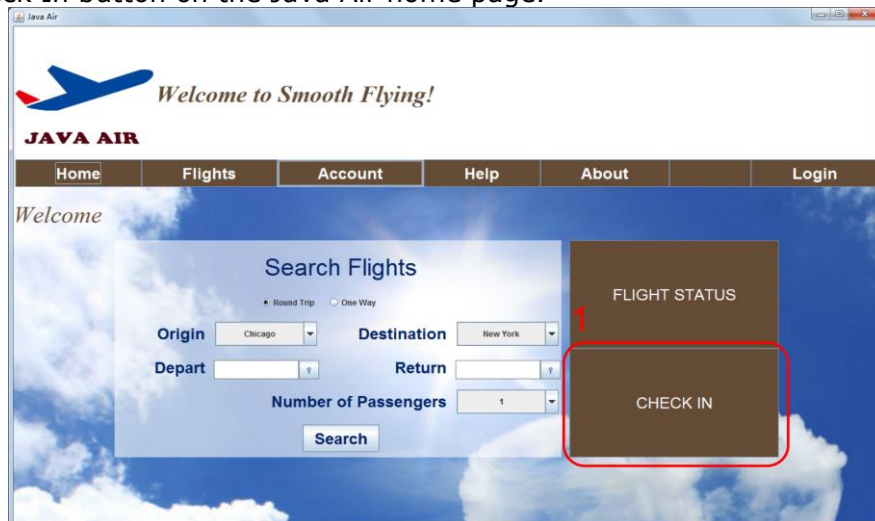 ck In button on the Java Air home page.
Java Air
Welcome to Smooth Flying!
JAVA AIR
Home Flights Account Help About Login
Welcome
Search Flights
Round Trip One Way
Origin Chicago Destination New York
Depart ? Return ?
Number of Passengers 1
Search
FLIGHT STATUS
1
CHECK IN